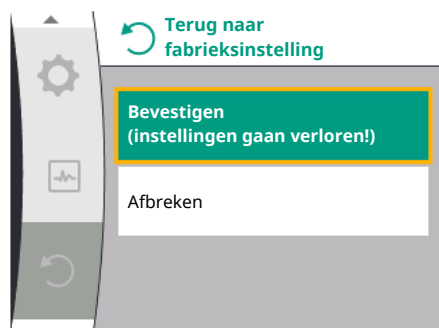 Terug naar
fabrieksinstelling
Bevestigen
(instellingen gaan verloren!)
Afbreken